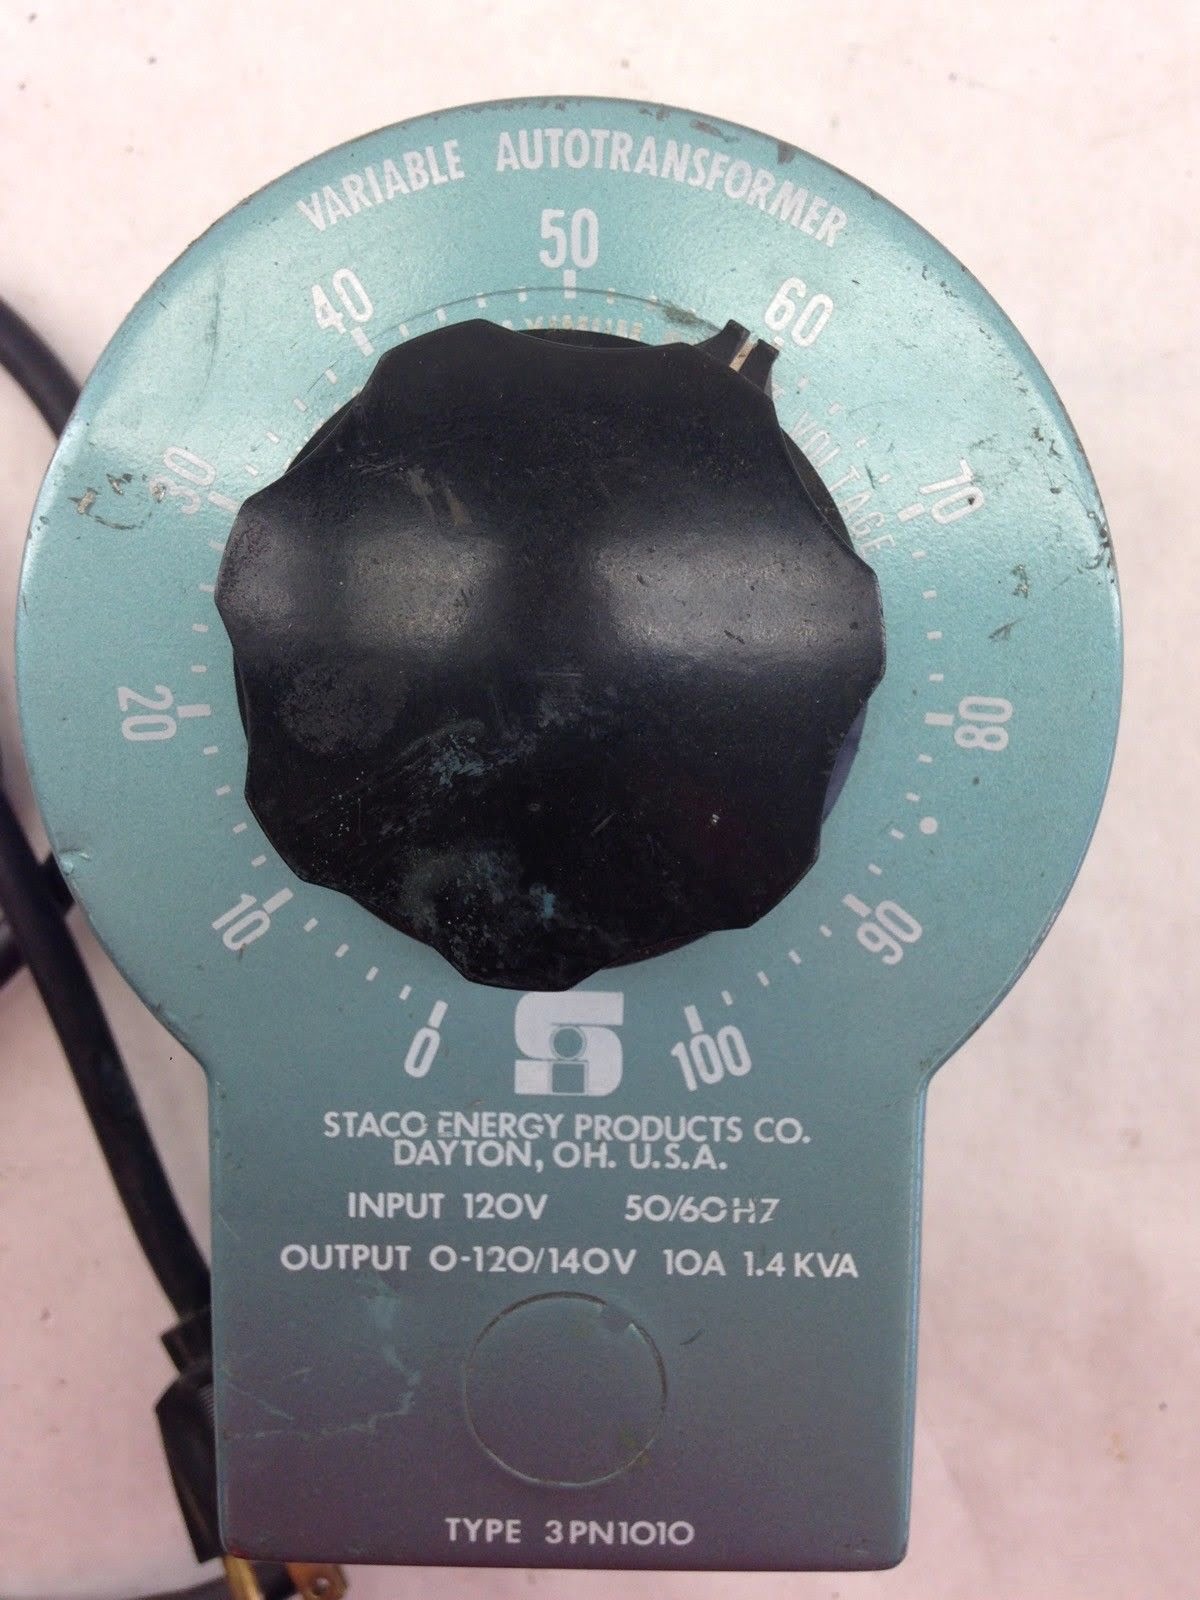 VARIABLE AUTOTRANSFORMER
0
10
20
30
40
50
60
70
80
90
100
VOLTAGE
STACO ENERGY PRODUCTS CO.
DAYTON, OH. U.S.A.
INPUT 120V 50/60HZ
OUTPUT 0-120/140V 10A 1.4KVA
TYPE 3PN1010